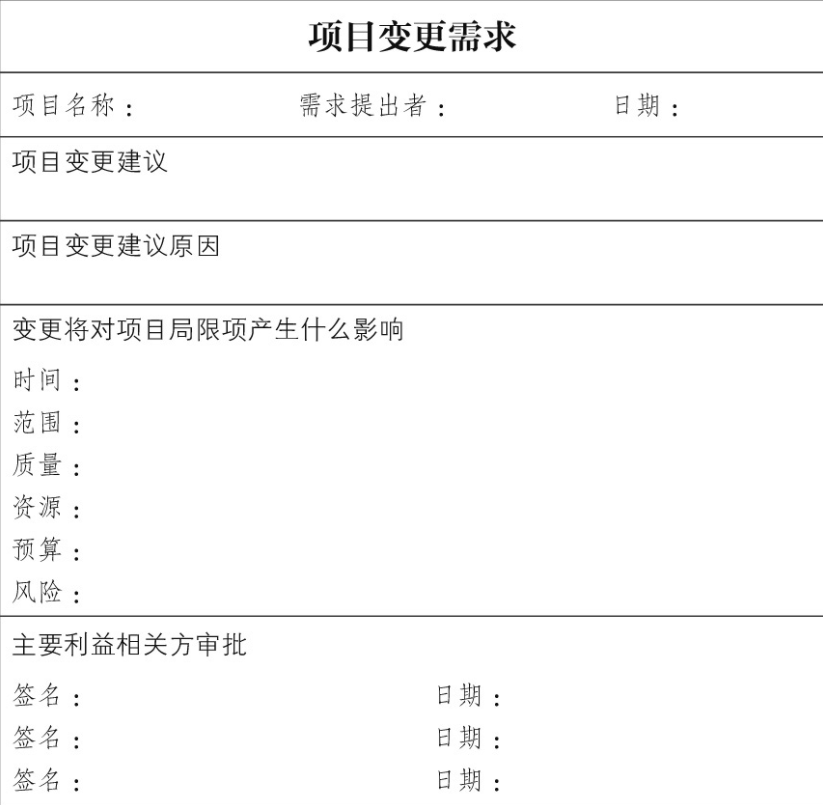 项目变更需求
项目名称： 需求提出者： 日期：
项目变更建议
项目变更建议原因
变更将对项目局限项产生什么影响
时间：
范围：
质量：
资源：
预算：
风险：
主要利益相关方审批
签名： 日期：
签名： 日期：
签名： 日期：